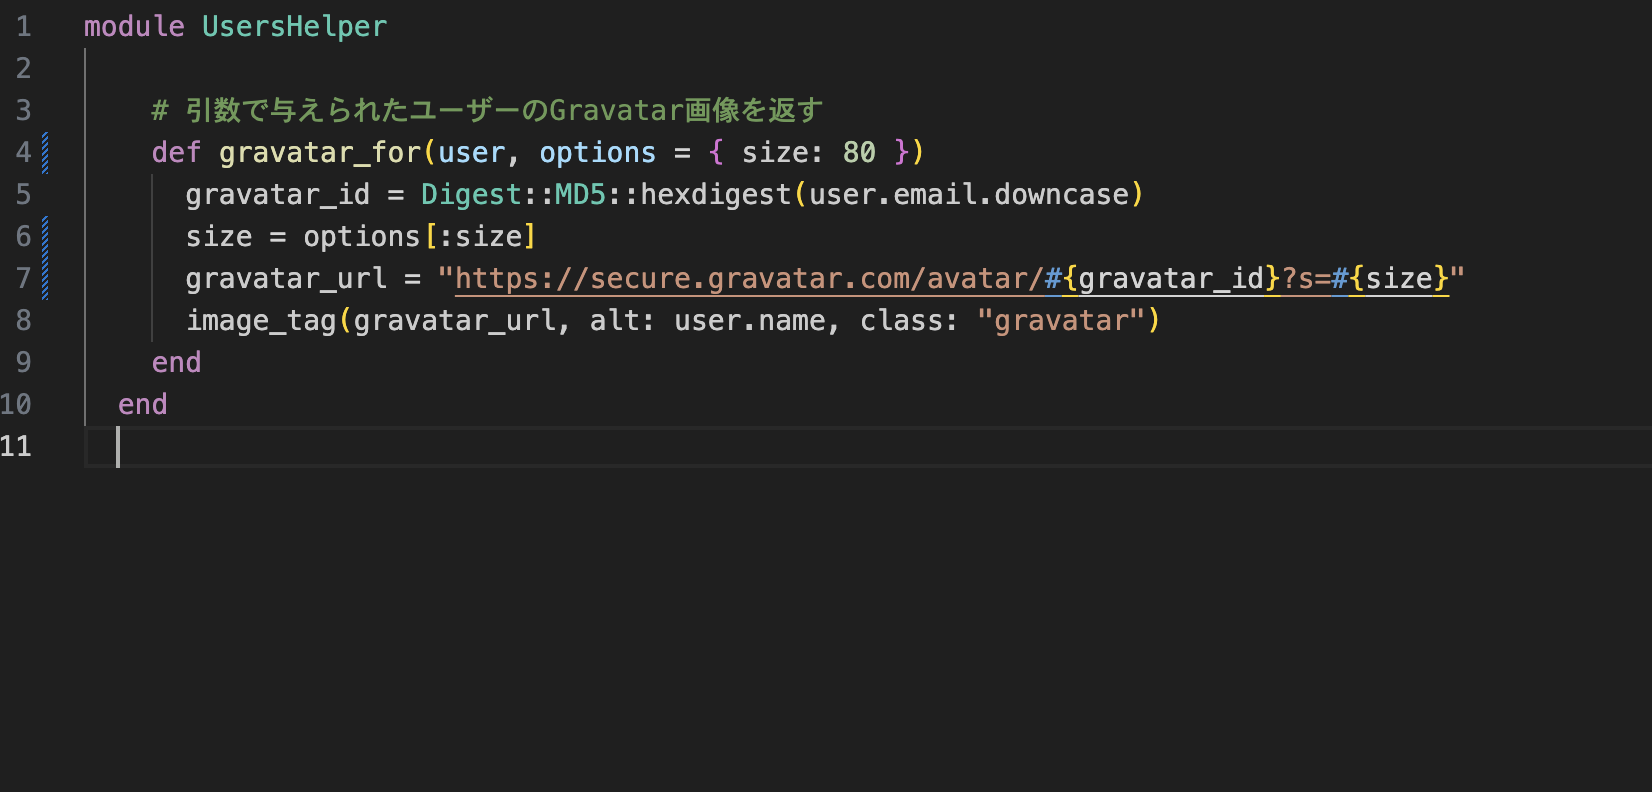 1 module UsersHelper
2
3 # 引数で与えられたユーザーのGravatar画像を返す
4 def gravatar_for(user, options = { size: 80 })
5 gravatar_id = Digest::MD5::hexdigest(user.email.downcase)
6 size = options[:size]
7 gravatar_url = "https://secure.gravatar.com/avatar/#{gravatar_id}?s=#{size}"
8 image_tag(gravatar_url, alt: user.name, class: "gravatar")
9 end
10 end
11